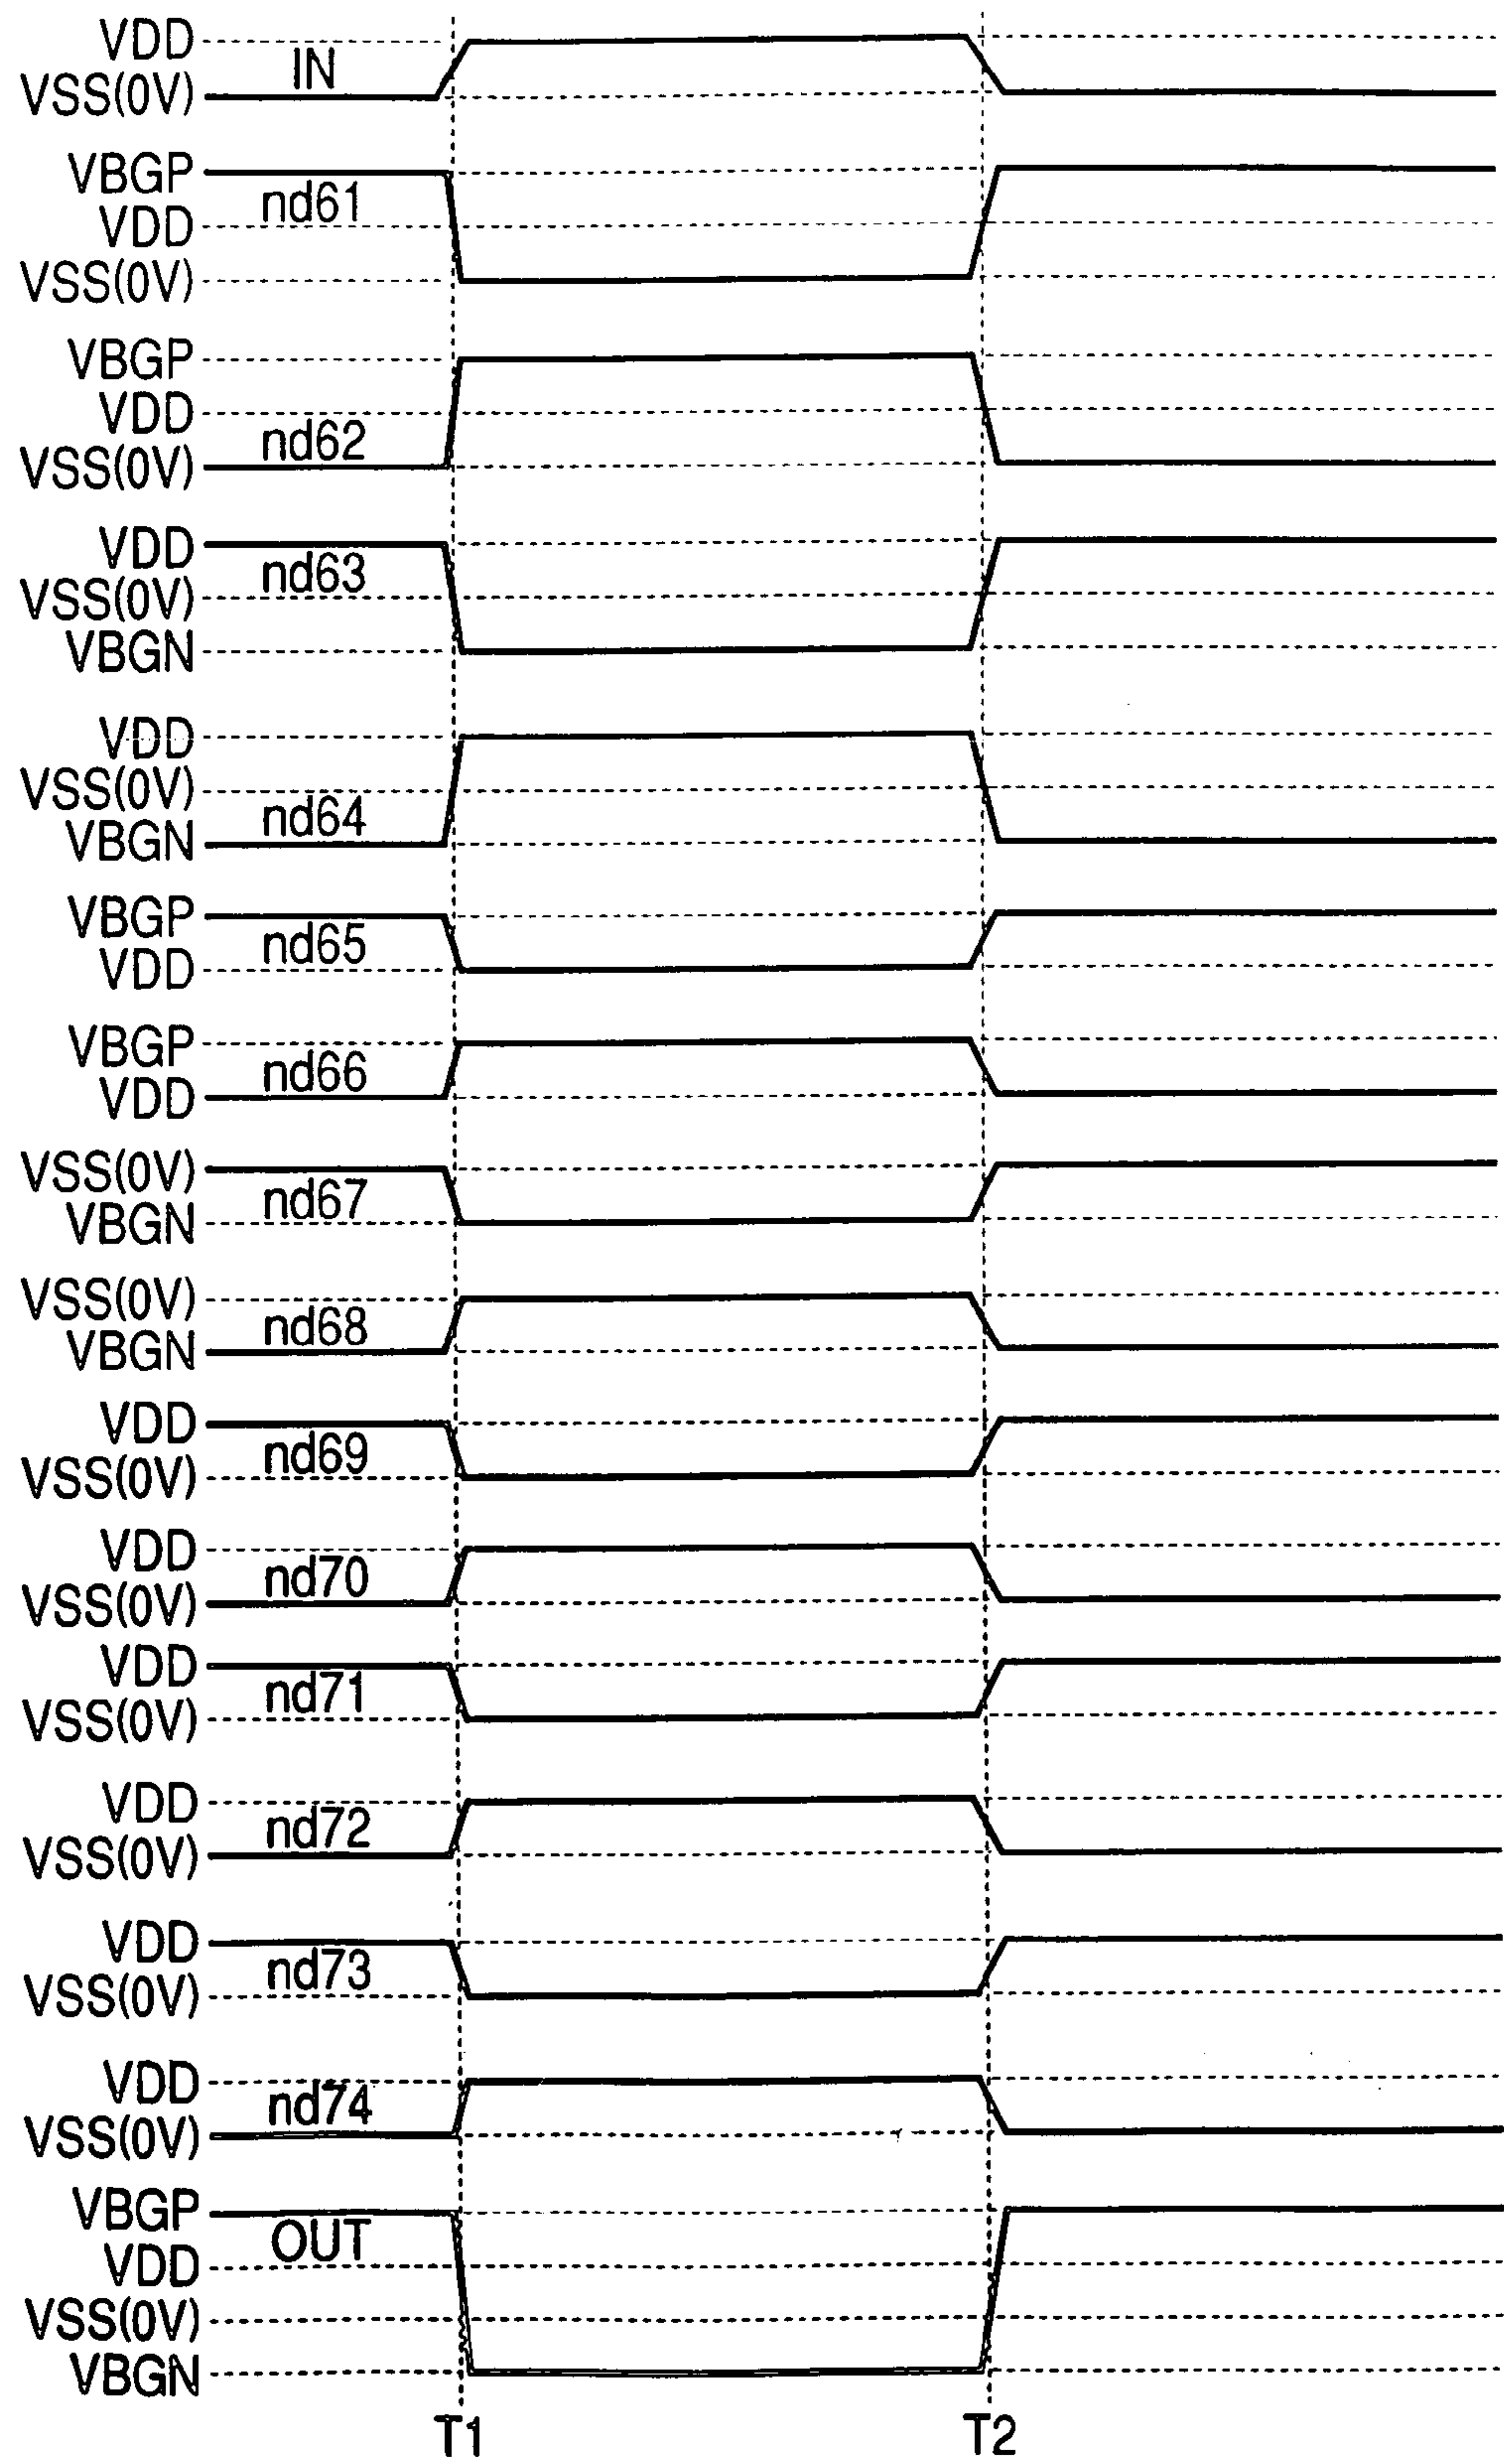 VDD
IN
VSS(0V)
VBGP
nd61
VDD
VSS(0V)
VBGP
VDD
nd62
VSS(0V)
VDD
nd63
VSS(0V)
VBGN
VDD
VSS(0V)
nd64
VBGN
VBGP
nd65
VDD
VBGP
nd66
VDD
VSS(0V)
nd67
VBGN
VSS(0V)
nd68
VBGN
VDD
nd69
VSS(0V)
VDD
nd70
VSS(0V)
VDD
nd71
VSS(0V)
VDD
nd72
VSS(0V)
VDD
nd73
VSS(0V)
VDD
nd74
VSS(0V)
VBGP
OUT
VDD
VSS(0V)
VBGN
T1 T2